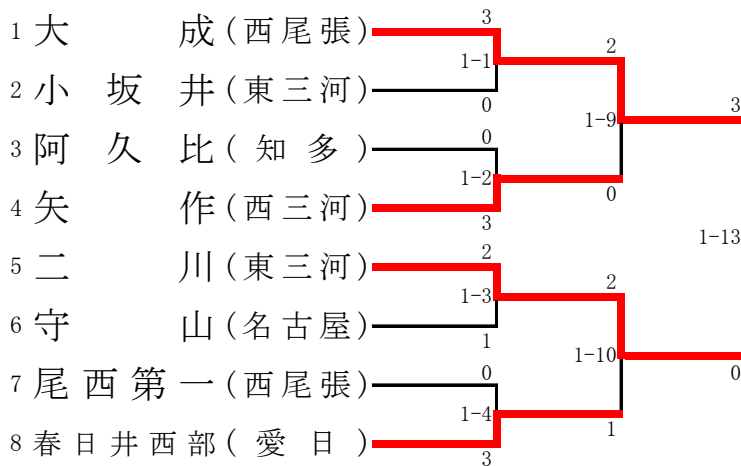 1 大成(西尾張)
2 小坂井(東三河)
3 阿久比(知多)
4 矢作(西三河)
5 二川(東三河)
6 守山(名古屋)
7 尾西第一(西尾張)
8 春日井西部(愛日)
3
1-1
0
0
1-2
3
2
1-3
1
0
1-4
3
2
1-9
0
2
1-10
1
3
1-13
0